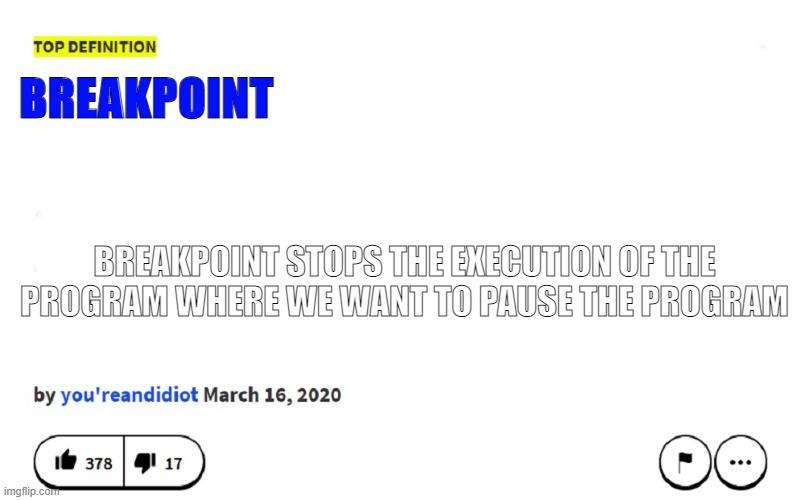 TOP DEFINITION
BREAKPOINT
BREAKPOINT STOPS THE EXECUTION OF THE
PROGRAM WHERE WE WANT TO PAUSE THE PROGRAM
by you'reandidiot March 16, 2020
378 17
imgflip.com